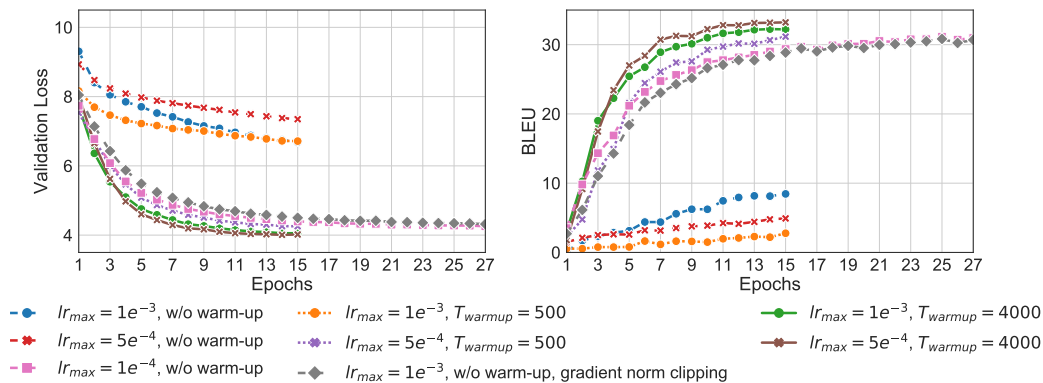 10
8
6
4
Validation Loss
1 3 5 7 9 11 13 15 17 19 21 23 25 27
Epochs
30
20
10
0
BLEU
1 3 5 7 9 11 13 15 17 19 21 23 25 27
Epochs
lr_max = 1e^{-3}, w/o warm-up
lr_max = 5e^{-4}, w/o warm-up
lr_max = 1e^{-4}, w/o warm-up
lr_max = 1e^{-3}, T_warmup = 500
lr_max = 5e^{-4}, T_warmup = 500
lr_max = 1e^{-3}, w/o warm-up, gradient norm clipping
lr_max = 1e^{-3}, T_warmup = 4000
lr_max = 5e^{-4}, T_warmup = 4000